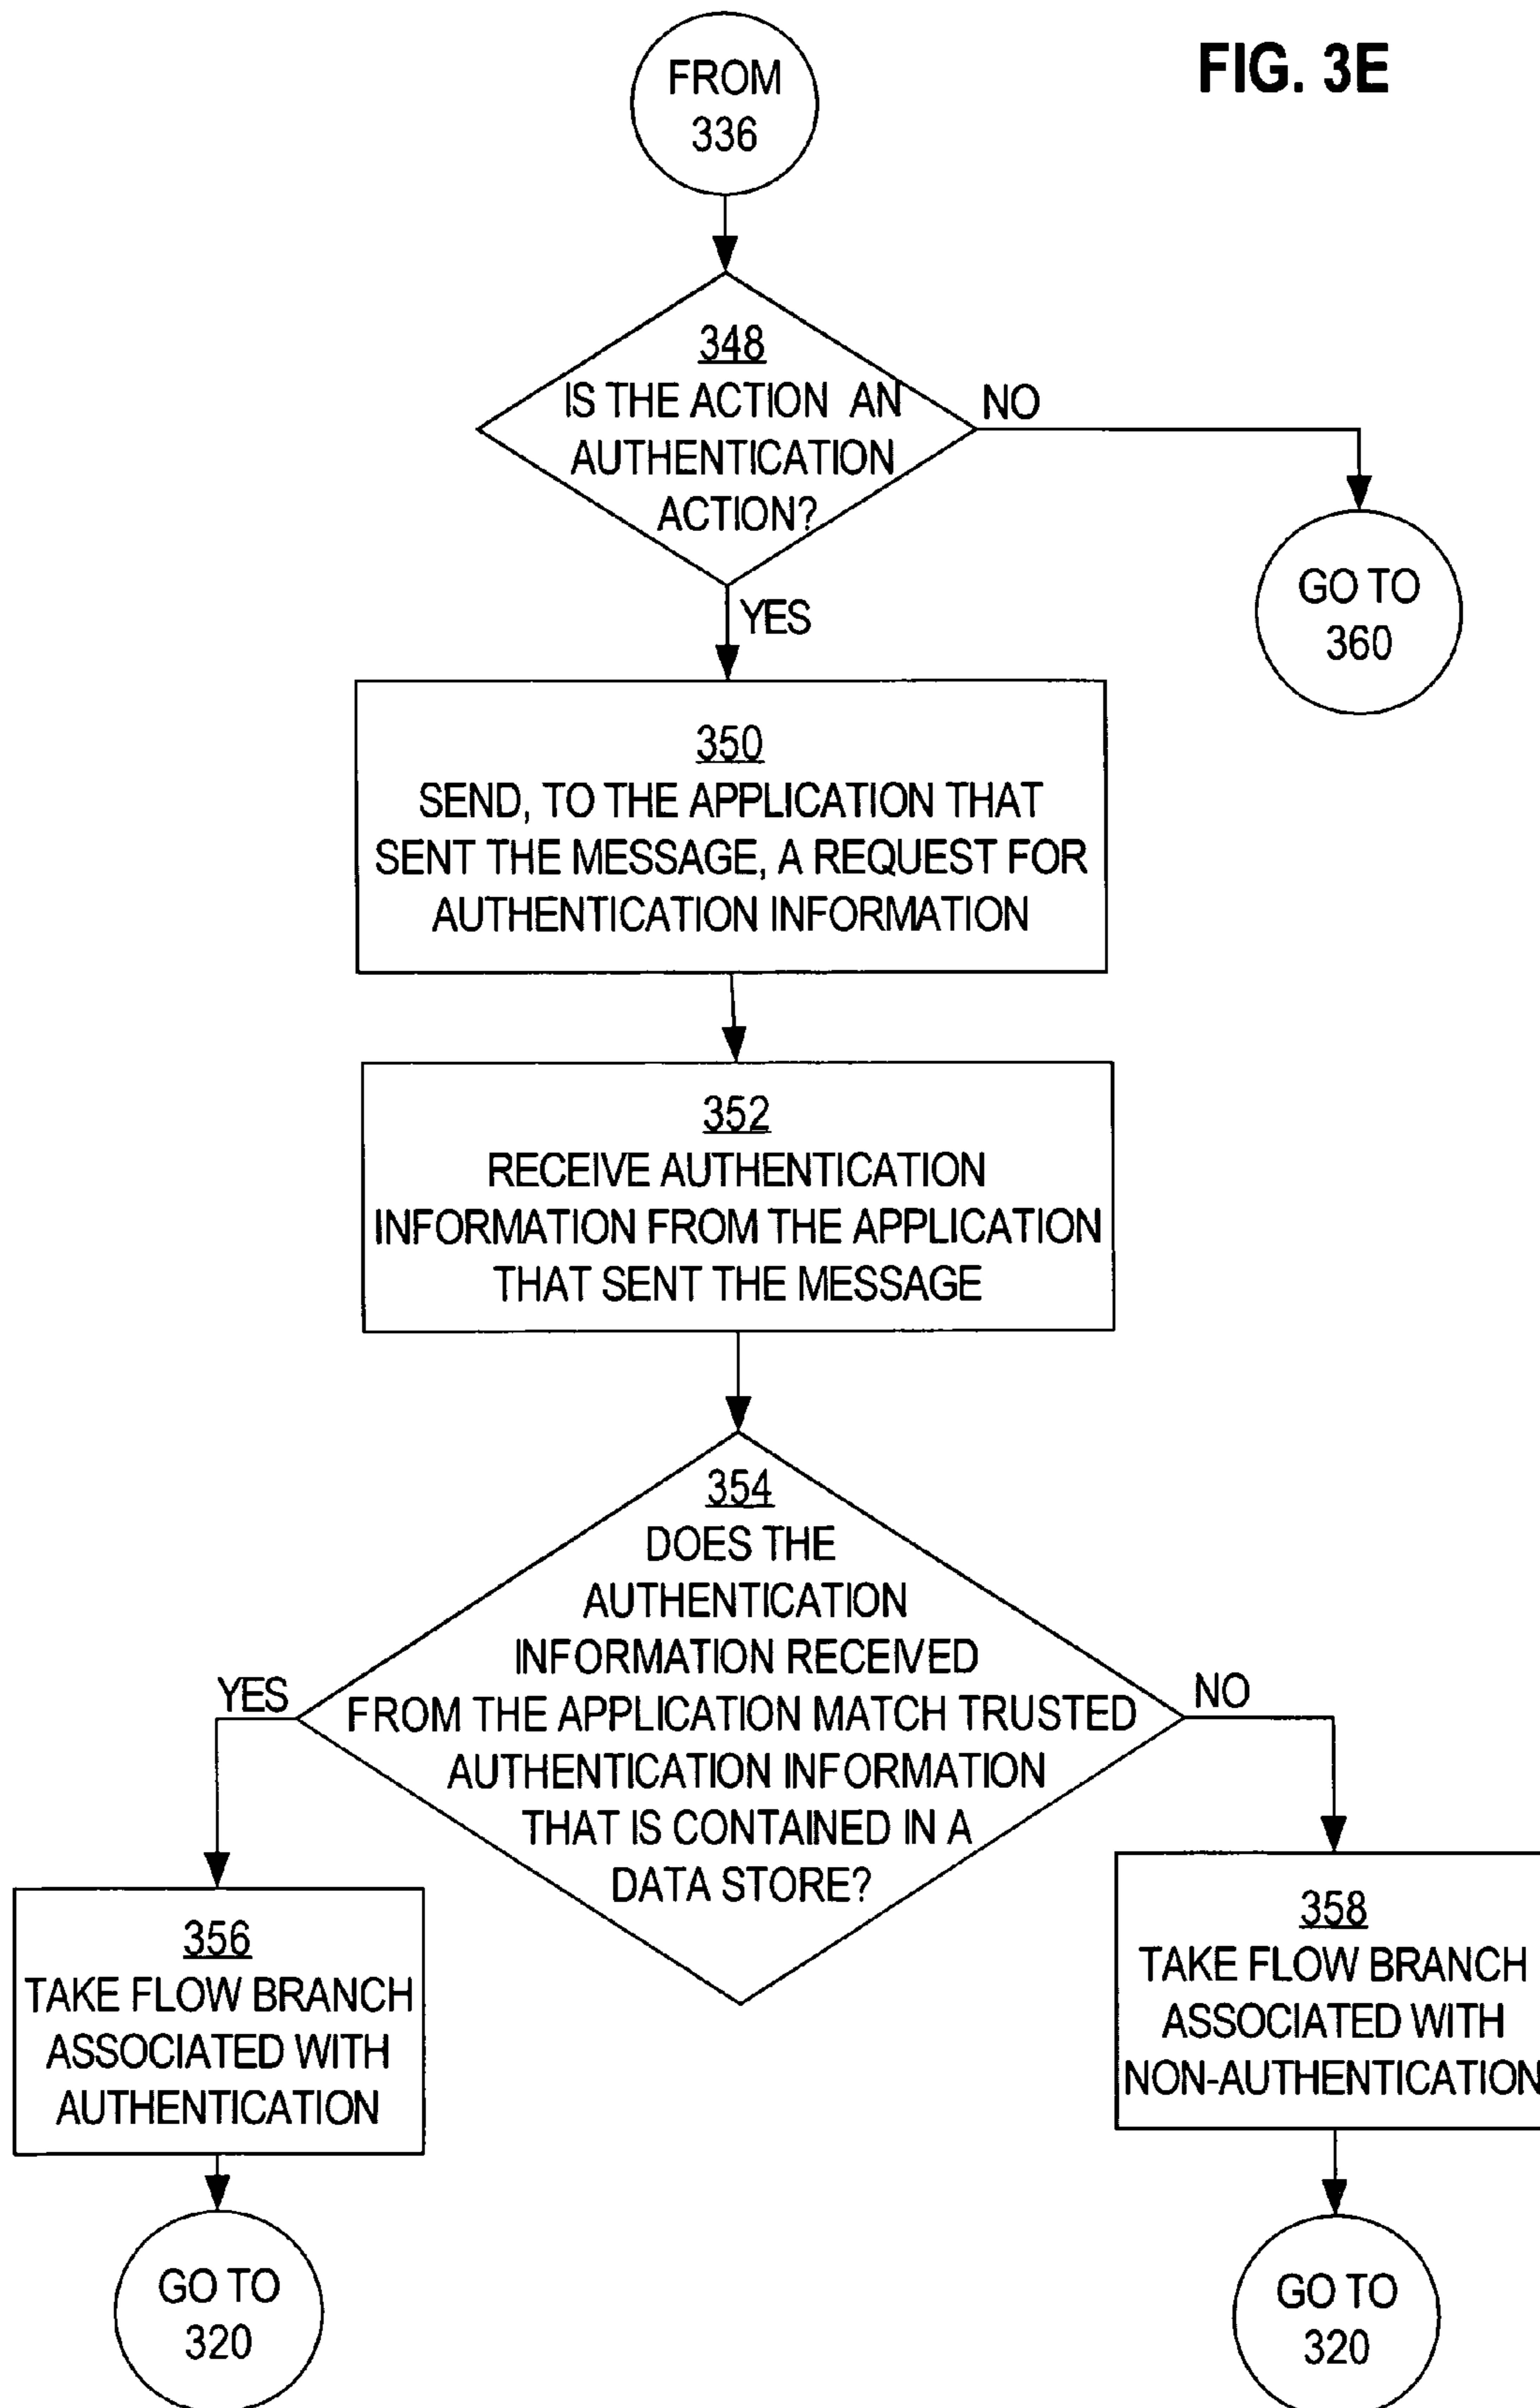 FIG. 3E
FROM
336
348
IS THE ACTION AN
AUTHENTICATION
ACTION?
NO
GO TO
360
YES
350
SEND, TO THE APPLICATION THAT
SENT THE MESSAGE, A REQUEST FOR
AUTHENTICATION INFORMATION
352
RECEIVE AUTHENTICATION
INFORMATION FROM THE APPLICATION
THAT SENT THE MESSAGE
354
DOES THE
AUTHENTICATION
INFORMATION RECEIVED
FROM THE APPLICATION MATCH TRUSTED
AUTHENTICATION INFORMATION
THAT IS CONTAINED IN A
DATA STORE?
YES
NO
356
TAKE FLOW BRANCH
ASSOCIATED WITH
AUTHENTICATION
358
TAKE FLOW BRANCH
ASSOCIATED WITH
NON-AUTHENTICATION
GO TO
320
GO TO
320